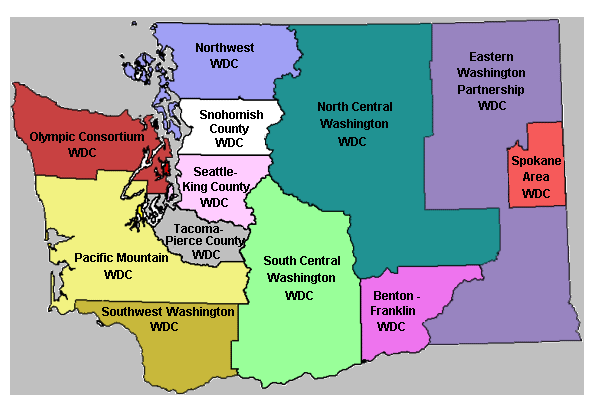 Northwest
WDC
Eastern
Washington
Partnership
WDC
North Central
Washington
WDC
Snohomish
County
WDC
Olympic Consortium
WDC
Spokane
Area
WDC
Seattle-
King County
WDC
Tacoma-
Pierce County
WDC
Pacific Mountain
WDC
South Central
Washington
WDC
Benton -
Franklin
WDC
Southwest Washington
WDC